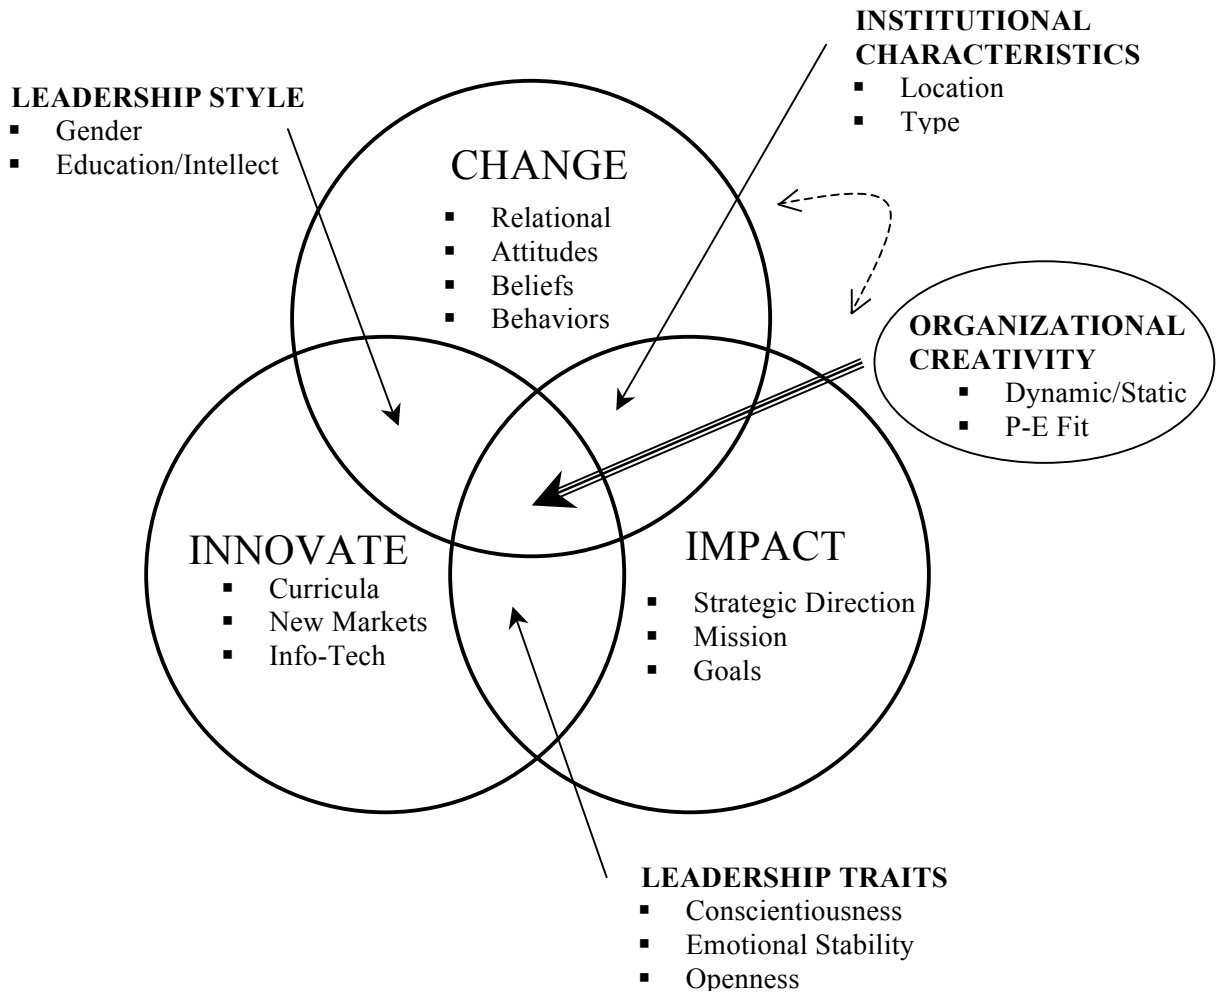 INSTITUTIONAL
CHARACTERISTICS
▪ Location
▪ Type
LEADERSHIP STYLE
▪ Gender
▪ Education/Intellect
CHANGE
▪ Relational
▪ Attitudes
▪ Beliefs
▪ Behaviors
ORGANIZATIONAL
CREATIVITY
▪ Dynamic/Static
▪ P-E Fit
INNOVATE
▪ Curricula
▪ New Markets
▪ Info-Tech
IMPACT
▪ Strategic Direction
▪ Mission
▪ Goals
LEADERSHIP TRAITS
▪ Conscientiousness
▪ Emotional Stability
▪ Openness